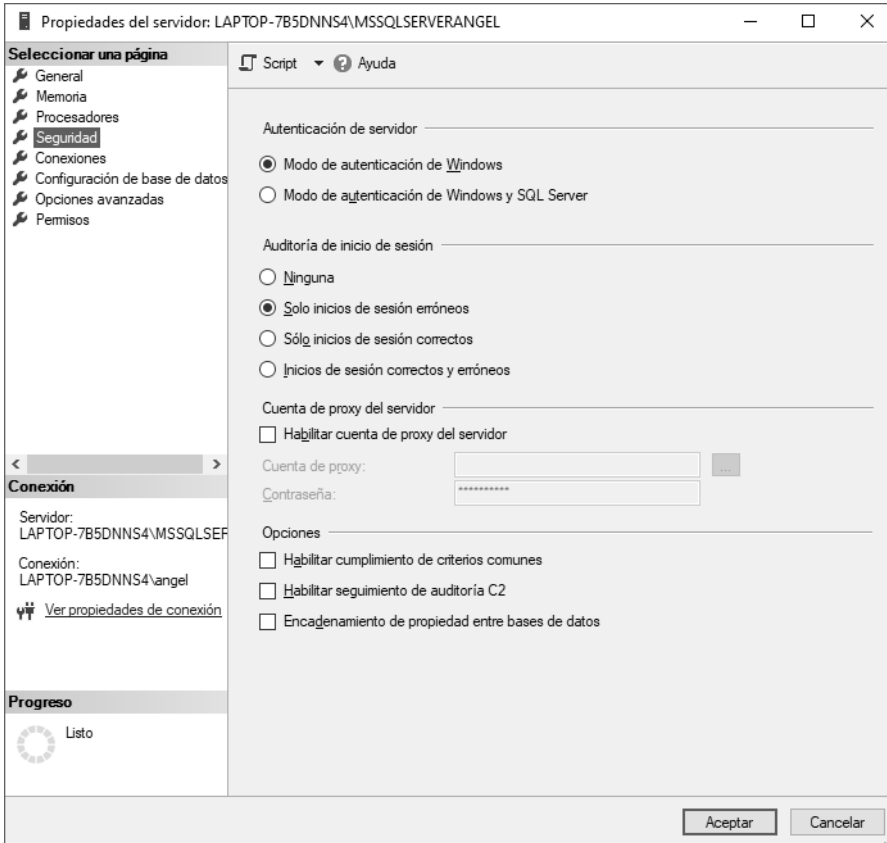 Propiedades del servidor: LAPTOP-7B5DNNS4\MSSQLSERVERANGEL
Seleccionar una página
General
Memoria
Procesadores
Seguridad
Conexiones
Configuración de base de datos
Opciones avanzadas
Permisos
Script
Ayuda
Autenticación de servidor
Modo de autenticación de Windows
Modo de autenticación de Windows y SQL Server
Auditoría de inicio de sesión
Ninguna
Solo inicios de sesión erróneos
Sólo inicios de sesión correctos
Inicios de sesión correctos y erróneos
Cuenta de proxy del servidor
Habilitar cuenta de proxy del servidor
Cuenta de proxy:
...
Contraseña:
**********
Opciones
Habilitar cumplimiento de criterios comunes
Habilitar seguimiento de auditoría C2
Encadenamiento de propiedad entre bases de datos
Conexión
Servidor:
LAPTOP-7B5DNNS4\MSSQLSEF
Conexión:
LAPTOP-7B5DNNS4\angel
Ver propiedades de conexión
Progreso
Listo
Aceptar
Cancelar